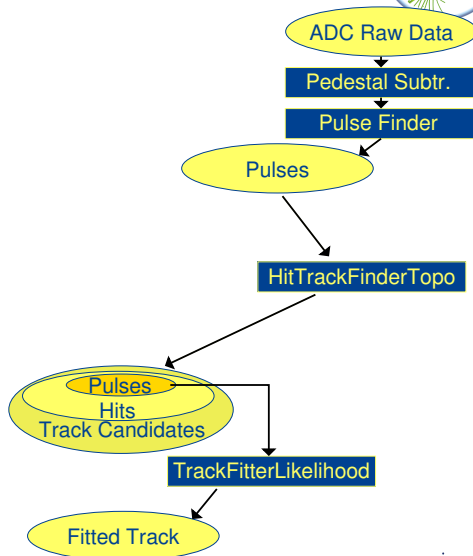 ADC Raw Data
Pedestal Subtr.
Pulse Finder
Pulses
HitTrackFinderTopo
Pulses
Hits
Track Candidates
TrackFitterLikelihood
Fitted Track